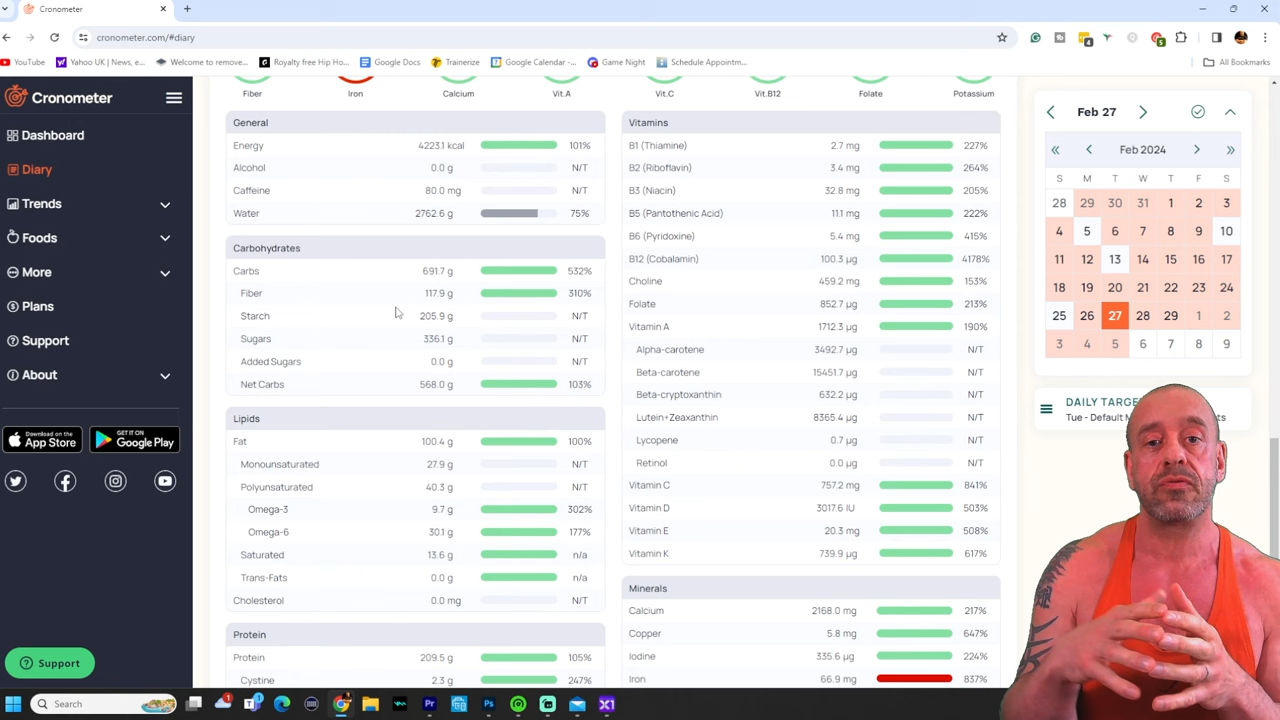 Cronometer
cronometer.com/#diary
YouTube
Yahoo UK | News, e...
Welcome to remove...
Royalty free Hip Ho...
Google Docs
Trainerize
Google Calendar -...
Game Night
Schedule Appointm...
All Bookmarks
Cronometer
Dashboard
Diary
Trends
Foods
More
Plans
Support
About
Download on the App Store
GET IT ON Google Play
Support
Fiber Iron Calcium Vit.A Vit.C Vit.B12 Folate Potassium
General
Energy 4223.1 kcal 101%
Alcohol 0.0 g N/T
Caffeine 80.0 mg N/T
Water 2762.6 g 75%
Carbohydrates
Carbs 691.7 g 532%
Fiber 117.9 g 310%
Starch 205.9 g N/T
Sugars 336.1 g N/T
Added Sugars 0.0 g N/T
Net Carbs 568.0 g 103%
Lipids
Fat 100.4 g 100%
Monounsaturated 27.9 g N/T
Polyunsaturated 40.3 g N/T
Omega-3 9.7 g 302%
Omega-6 30.1 g 177%
Saturated 13.6 g n/a
Trans-Fats 0.0 g n/a
Cholesterol 0.0 mg N/T
Protein
Protein 209.5 g 105%
Cystine 2.3 g 247%
Vitamins
B1 (Thiamine) 2.7 mg 227%
B2 (Riboflavin) 3.4 mg 264%
B3 (Niacin) 32.8 mg 205%
B5 (Pantothenic Acid) 11.1 mg 222%
B6 (Pyridoxine) 5.4 mg 415%
B12 (Cobalamin) 100.3 µg 4178%
Choline 459.2 mg 153%
Folate 852.7 µg 213%
Vitamin A 1712.3 µg 190%
Alpha-carotene 3492.7 µg N/T
Beta-carotene 15451.7 µg N/T
Beta-cryptoxanthin 632.2 µg N/T
Lutein+Zeaxanthin 8365.4 µg N/T
Lycopene 0.7 µg N/T
Retinol 0.0 µg N/T
Vitamin C 757.2 mg 841%
Vitamin D 3017.6 IU 503%
Vitamin E 20.3 mg 508%
Vitamin K 739.9 µg 617%
Minerals
Calcium 2168.0 mg 217%
Copper 5.8 mg 647%
Iodine 335.6 µg 224%
Iron 66.9 mg 837%
Feb 27
Feb 2024
S M T W T F S
28 29 30 31 1 2 3
4 5 6 7 8 9 10
11 12 13 14 15 16 17
18 19 20 21 22 23 24
25 26 27 28 29 1 2
3 4 5 6 7 8 9
DAILY TARGE
Tue - Default M ts
Search